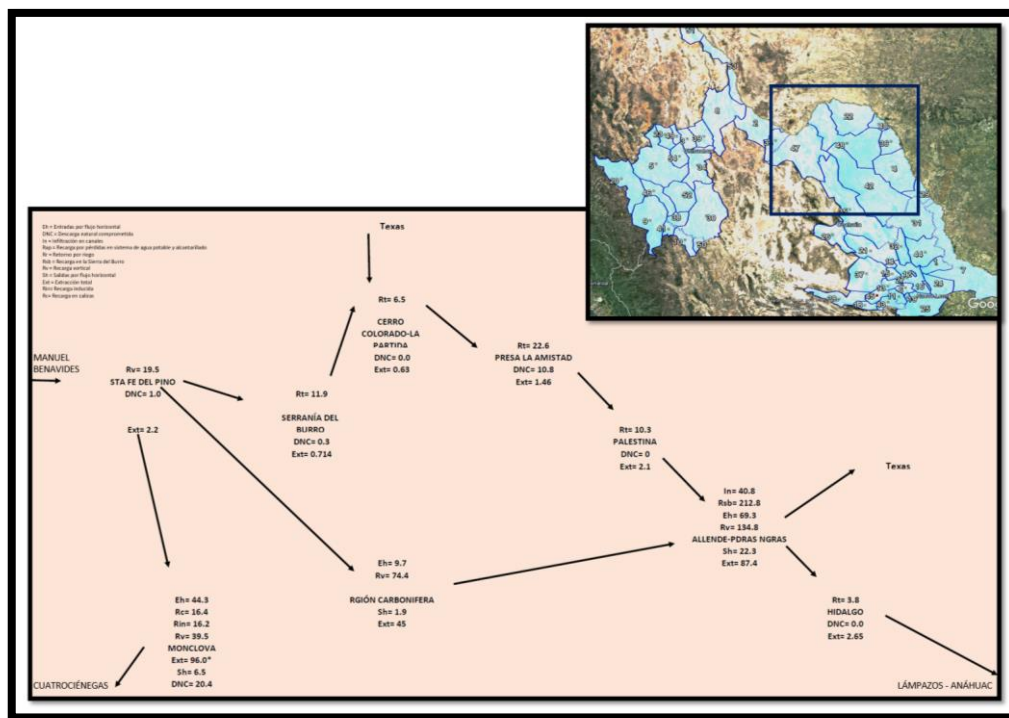 Eh = Entradas por flujo horizontal
DNC = Descarga natural comprometida
In = Infiltración en canales
Rap = Recarga por pérdidas en sistema de agua potable y alcantarillado
Rr = Retorno por riego
Rsb = Recarga en la Sierra del Burro
Rv = Recarga vertical
Sh = Salidas por flujo horizontal
Ext = Extracción total
Rin= Recarga inducida
Rc= Recarga en calizas
Texas
MANUEL
BENAVIDES
Rv= 19.5
STA FE DEL PINO
DNC= 1.0
Ext= 2.2
Rt= 11.9
SERRANÍA DEL
BURRO
DNC= 0.3
Ext= 0.714
Rt= 6.5
CERRO
COLORADO-LA
PARTIDA
DNC= 0.0
Ext= 0.63
Rt= 22.6
PRESA LA AMISTAD
DNC= 10.8
Ext= 1.46
Rt= 10.3
PALESTINA
DNC= 0
Ext= 2.1
Texas
In= 40.8
Rsb= 212.8
Eh= 69.3
Rv= 134.8
ALLENDE-PDRAS NGRAS
Sh= 22.3
Ext= 87.4
Eh= 9.7
Rv= 74.4
RGIÓN CARBONIFERA
Sh= 1.9
Ext= 45
Eh= 44.3
Rc= 16.4
Rin= 16.2
Rv= 39.5
MONCLOVA
Ext= 96.0*
Sh= 6.5
DNC= 20.4
Rt= 3.8
HIDALGO
DNC= 0.0
Ext= 2.65
CUATROCIÉNEGAS
LÁMPAZOS - ANÁHUAC
22
2
47
42
7